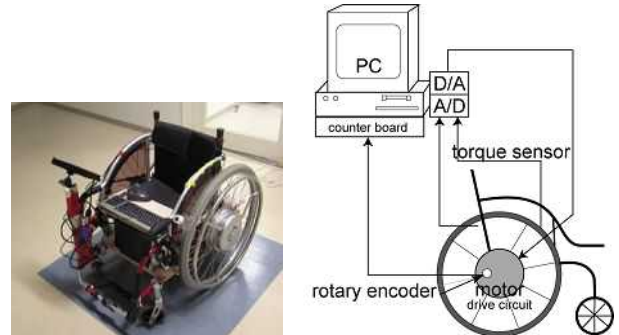 PC
D/A
A/D
counter board
torque sensor
rotary encoder
motor
drive circuit